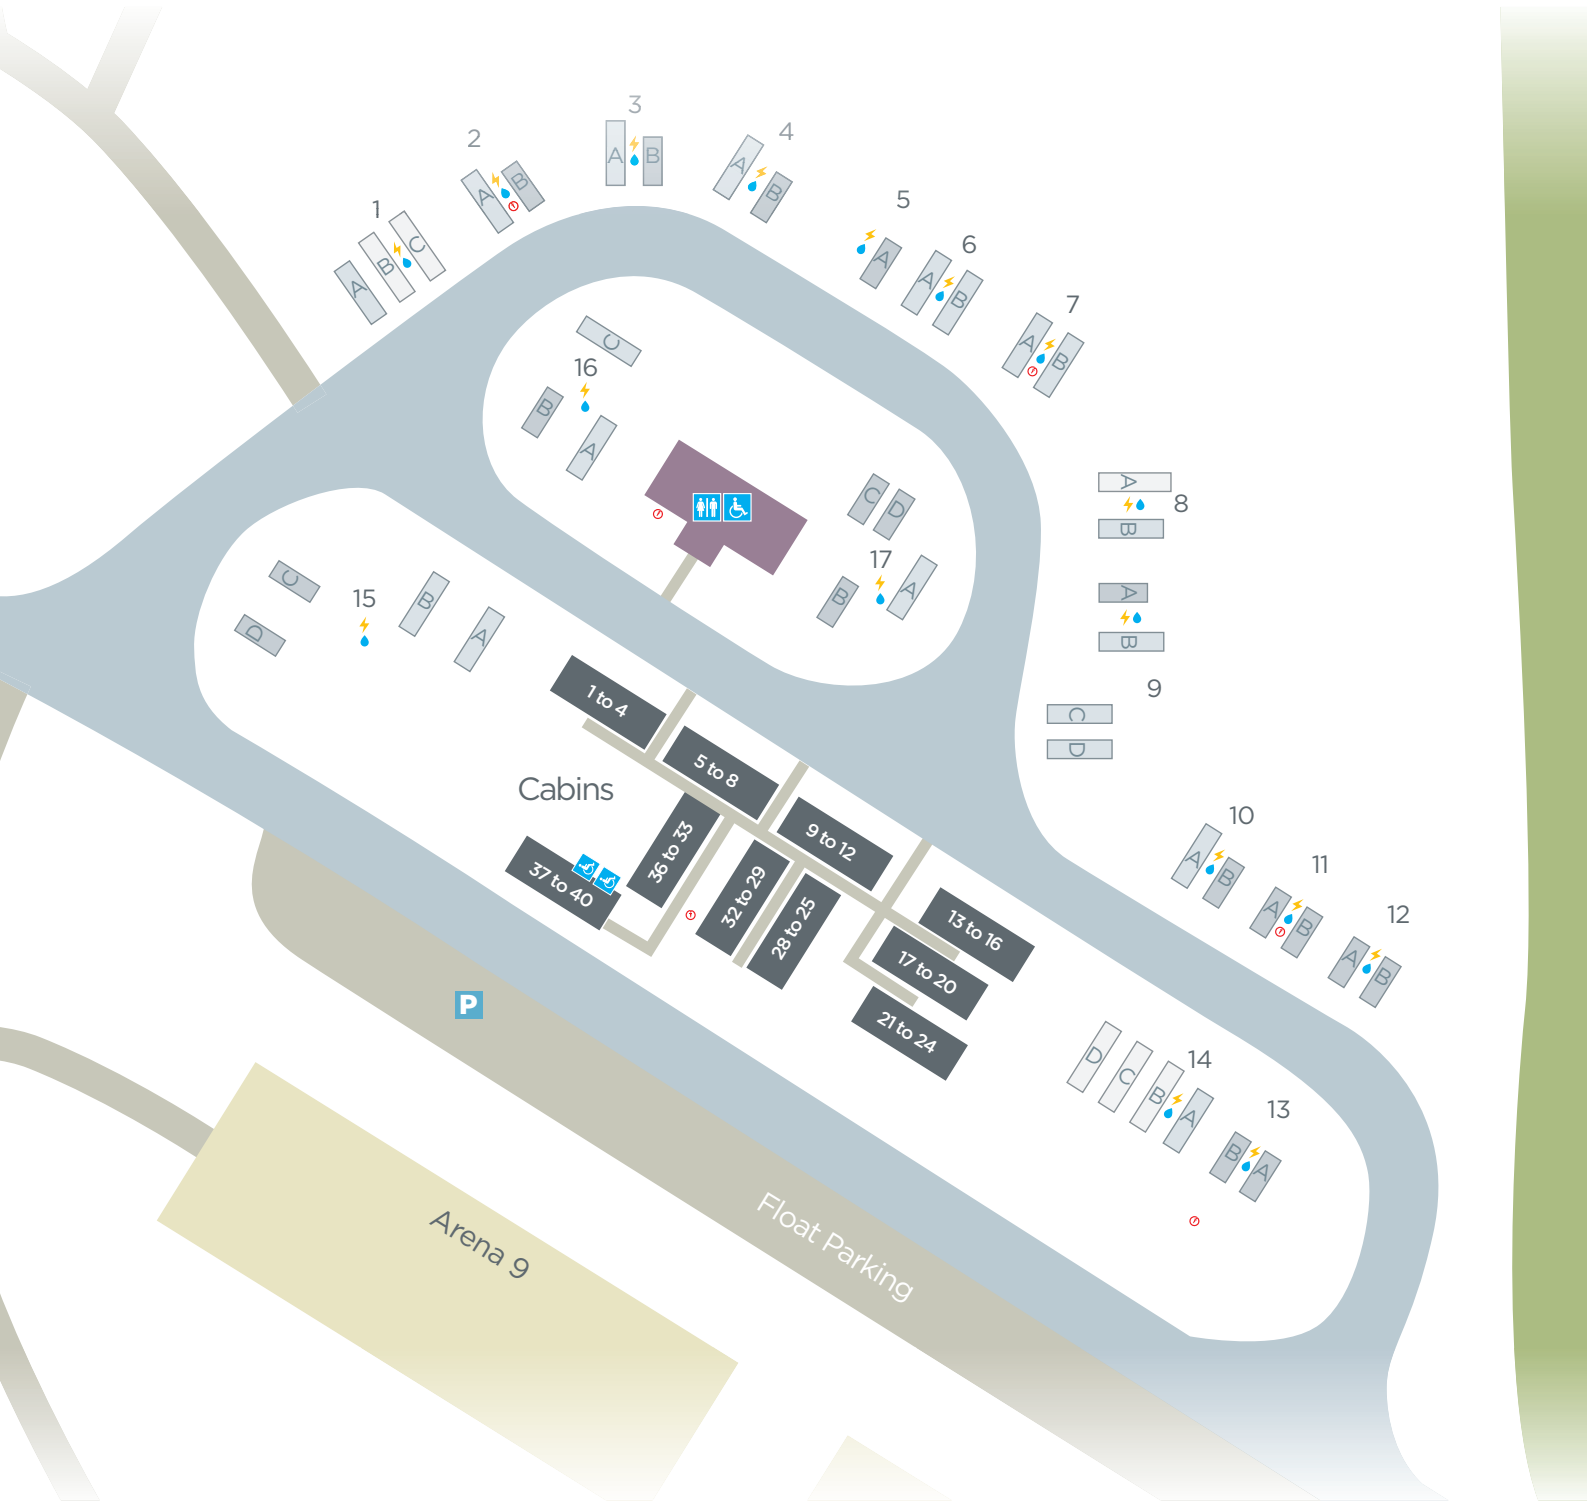 3
A
B
2
A
B
4
A
B
1
A
B
C
5
A
6
A
B
7
A
B
C
16
B
A
A
8
B
C
D
17
B
A
A
B
9
C
D
C
D
15
B
A
1 to 4
5 to 8
9 to 12
Cabins
36 to 33
37 to 40
32 to 29
28 to 25
13 to 16
17 to 20
21 to 24
10
A
B
11
A
B
12
A
B
P
D
C
B
14
A
13
B
A
Float Parking
Arena 9